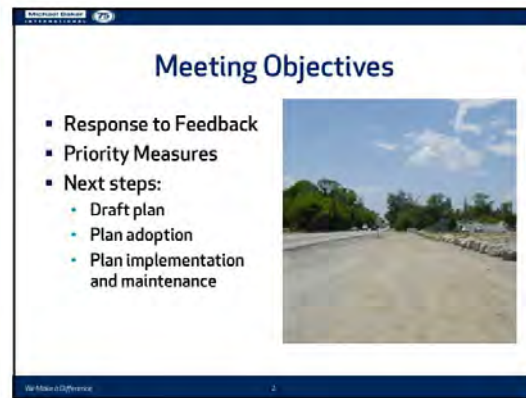 Michael Baker
INTERNATIONAL
75
Meeting Objectives
▪ Response to Feedback
▪ Priority Measures
▪ Next steps:
• Draft plan
• Plan adoption
• Plan implementation
and maintenance
We Make a Difference
2